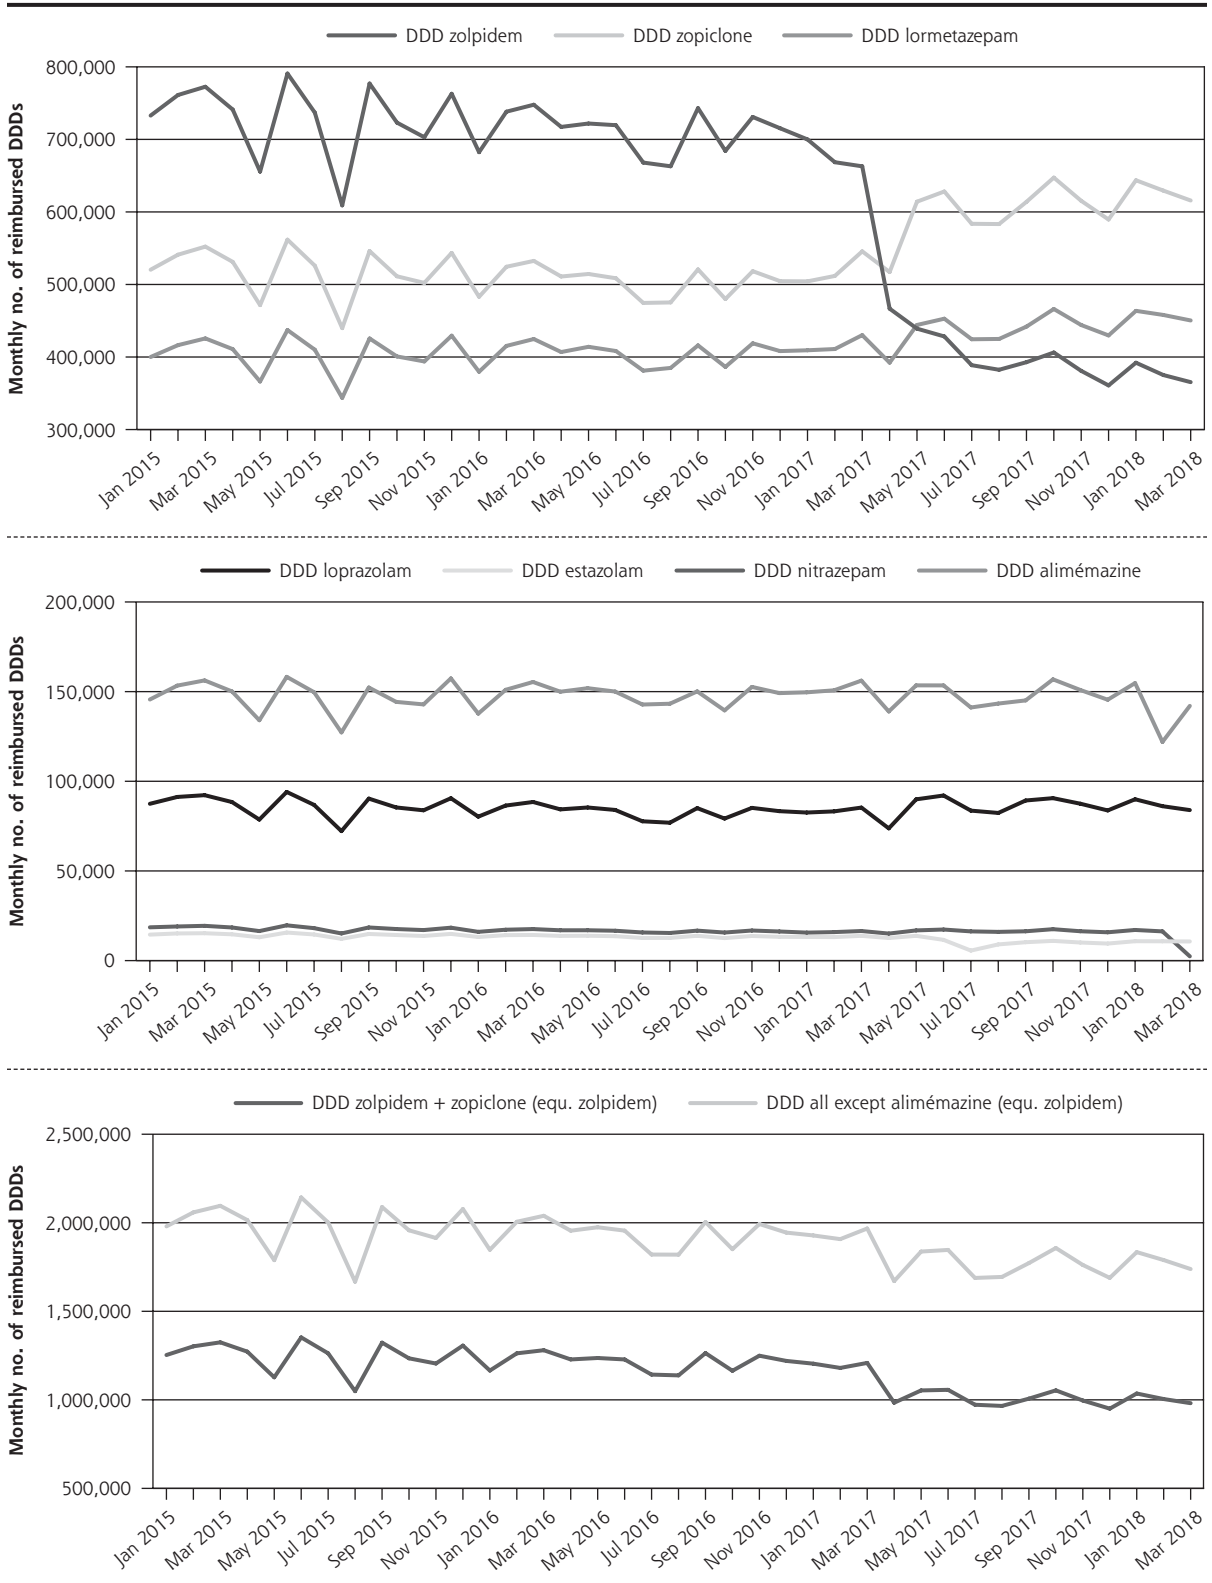 DDD zolpidem DDD zopiclone DDD lormetazepam
Monthly no. of reimbursed DDDs
800,000
700,000
600,000
500,000
400,000
300,000
Jan 2015 Mar 2015 May 2015 Jul 2015 Sep 2015 Nov 2015 Jan 2016 Mar 2016 May 2016 Jul 2016 Sep 2016 Nov 2016 Jan 2017 Mar 2017 May 2017 Jul 2017 Sep 2017 Nov 2017 Jan 2018 Mar 2018
DDD loprazolam DDD estazolam DDD nitrazepam DDD alimémazine
Monthly no. of reimbursed DDDs
200,000
150,000
100,000
50,000
0
Jan 2015 Mar 2015 May 2015 Jul 2015 Sep 2015 Nov 2015 Jan 2016 Mar 2016 May 2016 Jul 2016 Sep 2016 Nov 2016 Jan 2017 Mar 2017 May 2017 Jul 2017 Sep 2017 Nov 2017 Jan 2018 Mar 2018
DDD zolpidem + zopiclone (equ. zolpidem) DDD all except alimémazine (equ. zolpidem)
Monthly no. of reimbursed DDDs
2,500,000
2,000,000
1,500,000
1,000,000
500,000
Jan 2015 Mar 2015 May 2015 Jul 2015 Sep 2015 Nov 2015 Jan 2016 Mar 2016 May 2016 Jul 2016 Sep 2016 Nov 2016 Jan 2017 Mar 2017 May 2017 Jul 2017 Sep 2017 Nov 2017 Jan 2018 Mar 2018